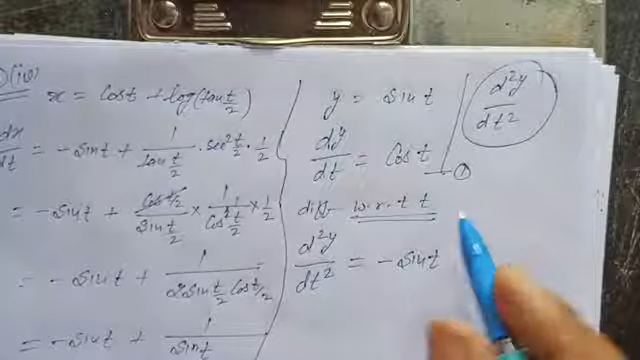 (iv)
x = cost + log(tan t/2)
dx/dt = -sint + 1/tan t/2 · sec² t/2 · 1/2
= -sint + cos t/2 / sin t/2 × 1/cos² t/2 × 1/2
= -sint + 1/2sin t/2 cos t/2
= -sint + 1/sint
y = sint
dy/dt = cost — ①
diff w.r.t t
d²y/dt² = -sint
d²y/dt²